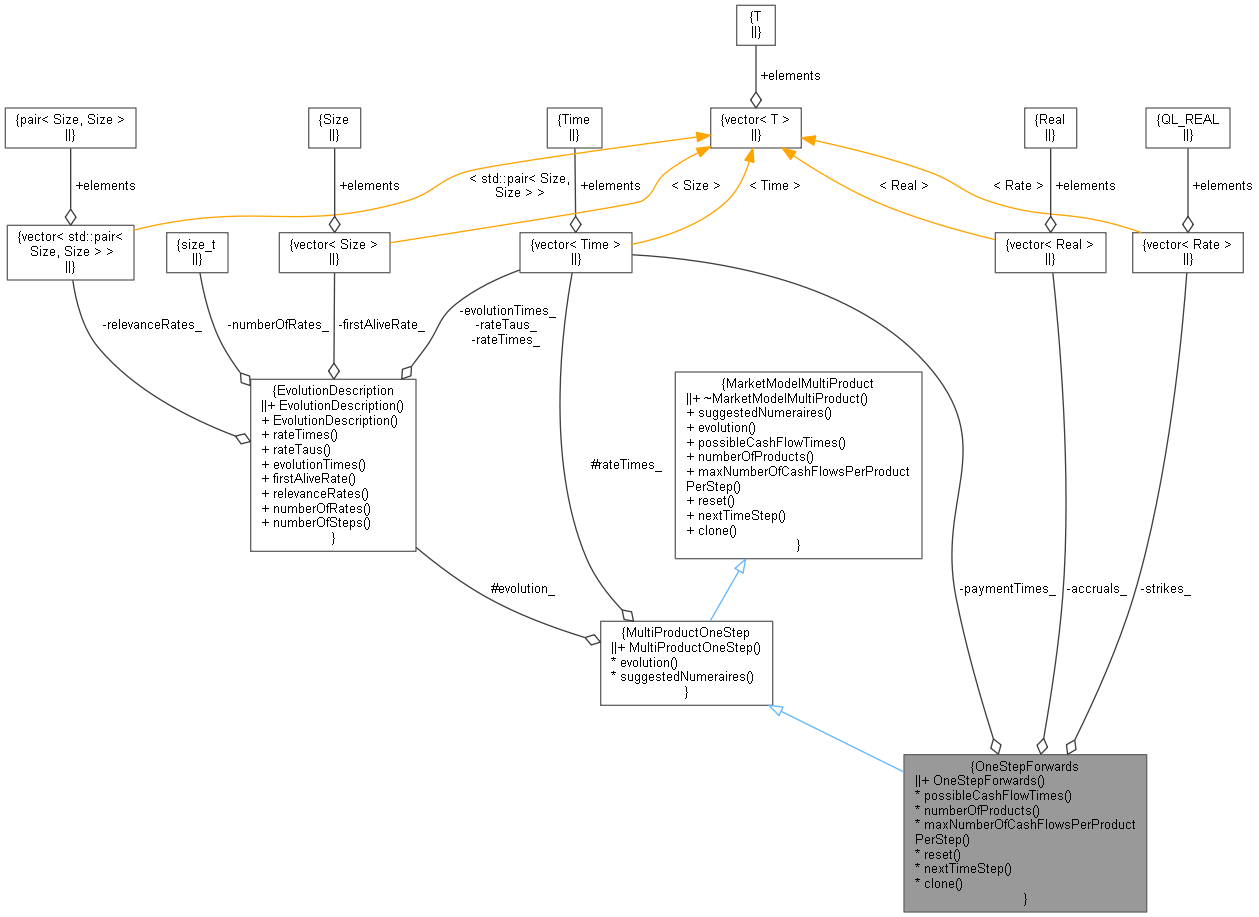 {T
||}
+elements
{pair< Size, Size >
||}
{Size
||}
{Time
||}
{vector< T >
||}
{Real
||}
{QL_REAL
||}
+elements
+elements
< std::pair< Size,
Size > >
+elements
< Size >
< Time >
< Real >
< Rate >
+elements
+elements
{vector< std::pair<
Size, Size > >
||}
{size_t
||}
{vector< Size >
||}
{vector< Time >
||}
{vector< Real >
||}
{vector< Rate >
||}
-relevanceRates_
-numberOfRates_
-firstAliveRate_
-evolutionTimes_
-rateTaus_
-rateTimes_
{EvolutionDescription
||+ EvolutionDescription()
+ EvolutionDescription()
+ rateTimes()
+ rateTaus()
+ evolutionTimes()
+ firstAliveRate()
+ relevanceRates()
+ numberOfRates()
+ numberOfSteps()
}
#rateTimes_
{MarketModelMultiProduct
||+ ~MarketModelMultiProduct()
+ suggestedNumeraires()
+ evolution()
+ possibleCashFlowTimes()
+ numberOfProducts()
+ maxNumberOfCashFlowsPerProduct
PerStep()
+ reset()
+ nextTimeStep()
+ clone()
}
#evolution_
-paymentTimes_
-accruals_
-strikes_
{MultiProductOneStep
||+ MultiProductOneStep()
* evolution()
* suggestedNumeraires()
}
{OneStepForwards
||+ OneStepForwards()
* possibleCashFlowTimes()
* numberOfProducts()
* maxNumberOfCashFlowsPerProduct
PerStep()
* reset()
* nextTimeStep()
* clone()
}